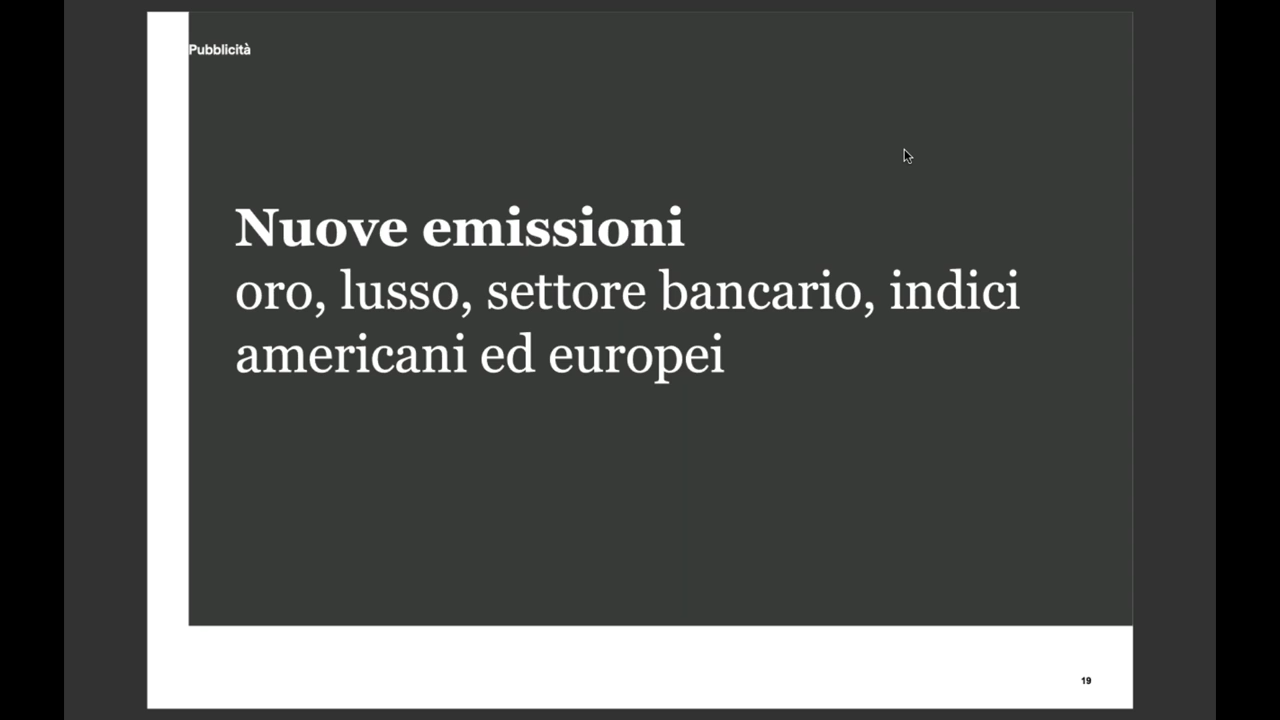 Pubblicità
Nuove emissioni
oro, lusso, settore bancario, indici
americani ed europei
19